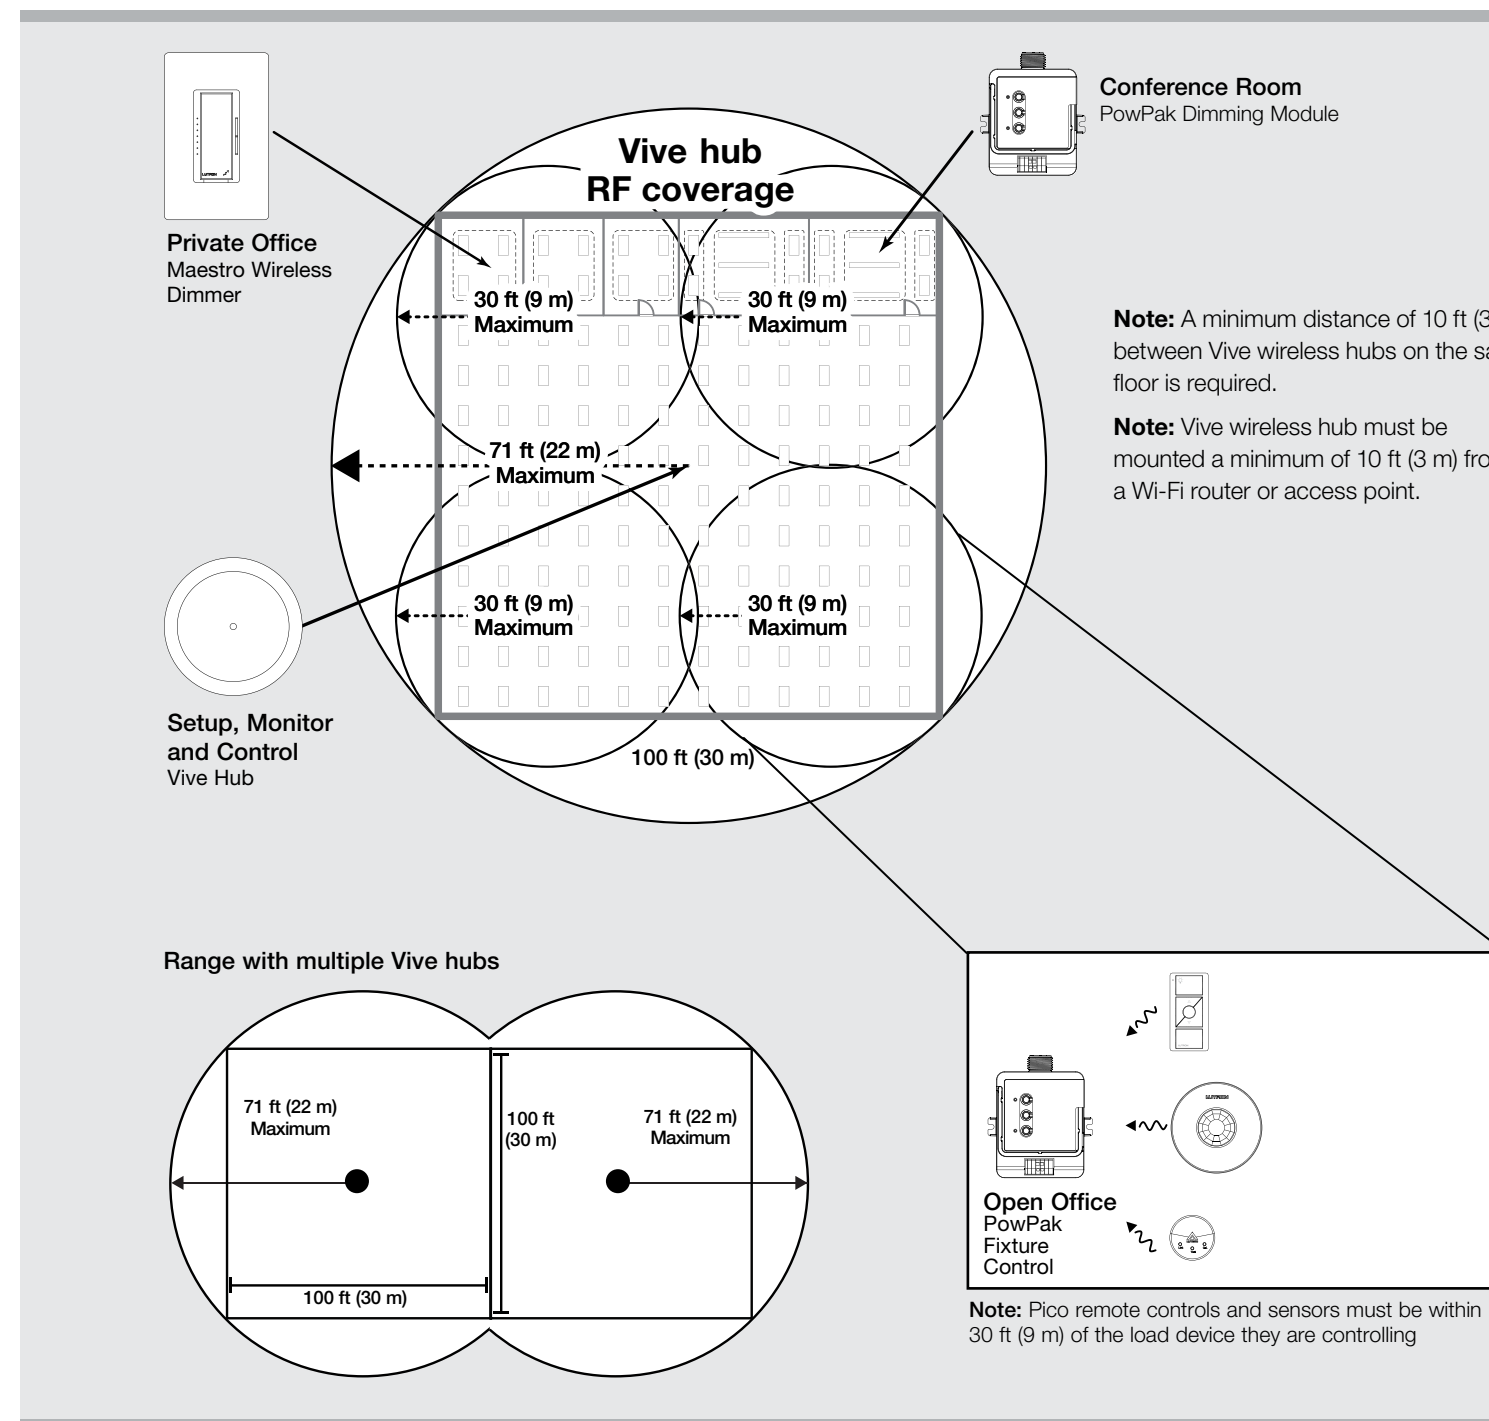 Conference Room
PowPak Dimming Module
Vive hub
RF coverage
Private Office
Maestro Wireless
Dimmer
30 ft (9 m)
Maximum
30 ft (9 m)
Maximum
Note: A minimum distance of 10 ft (3
between Vive wireless hubs on the sa
floor is required.
Note: Vive wireless hub must be
mounted a minimum of 10 ft (3 m) fro
a Wi-Fi router or access point.
71 ft (22 m)
Maximum
30 ft (9 m)
Maximum
30 ft (9 m)
Maximum
Setup, Monitor
and Control
Vive Hub
100 ft (30 m)
Range with multiple Vive hubs
71 ft (22 m)
Maximum
100 ft
(30 m)
71 ft (22 m)
Maximum
100 ft (30 m)
LUTRON
Open Office
PowPak
Fixture
Control
Note: Pico remote controls and sensors must be within
30 ft (9 m) of the load device they are controlling